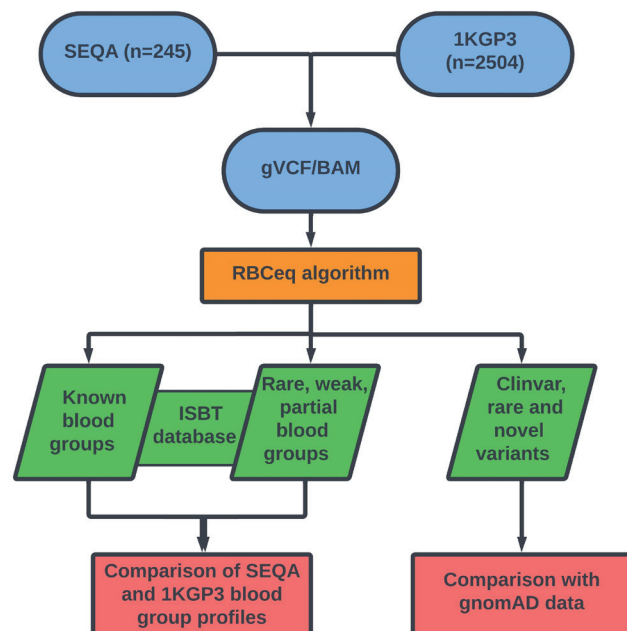 SEQA (n=245)
1KGP3
(n=2504)
gVCF/BAM
RBCeq algorithm
Known
blood
groups
ISBT
database
Rare, weak,
partial
blood
groups
Clinvar,
rare and
novel
variants
Comparison of SEQA
and 1KGP3 blood
group profiles
Comparison with
gnomAD data